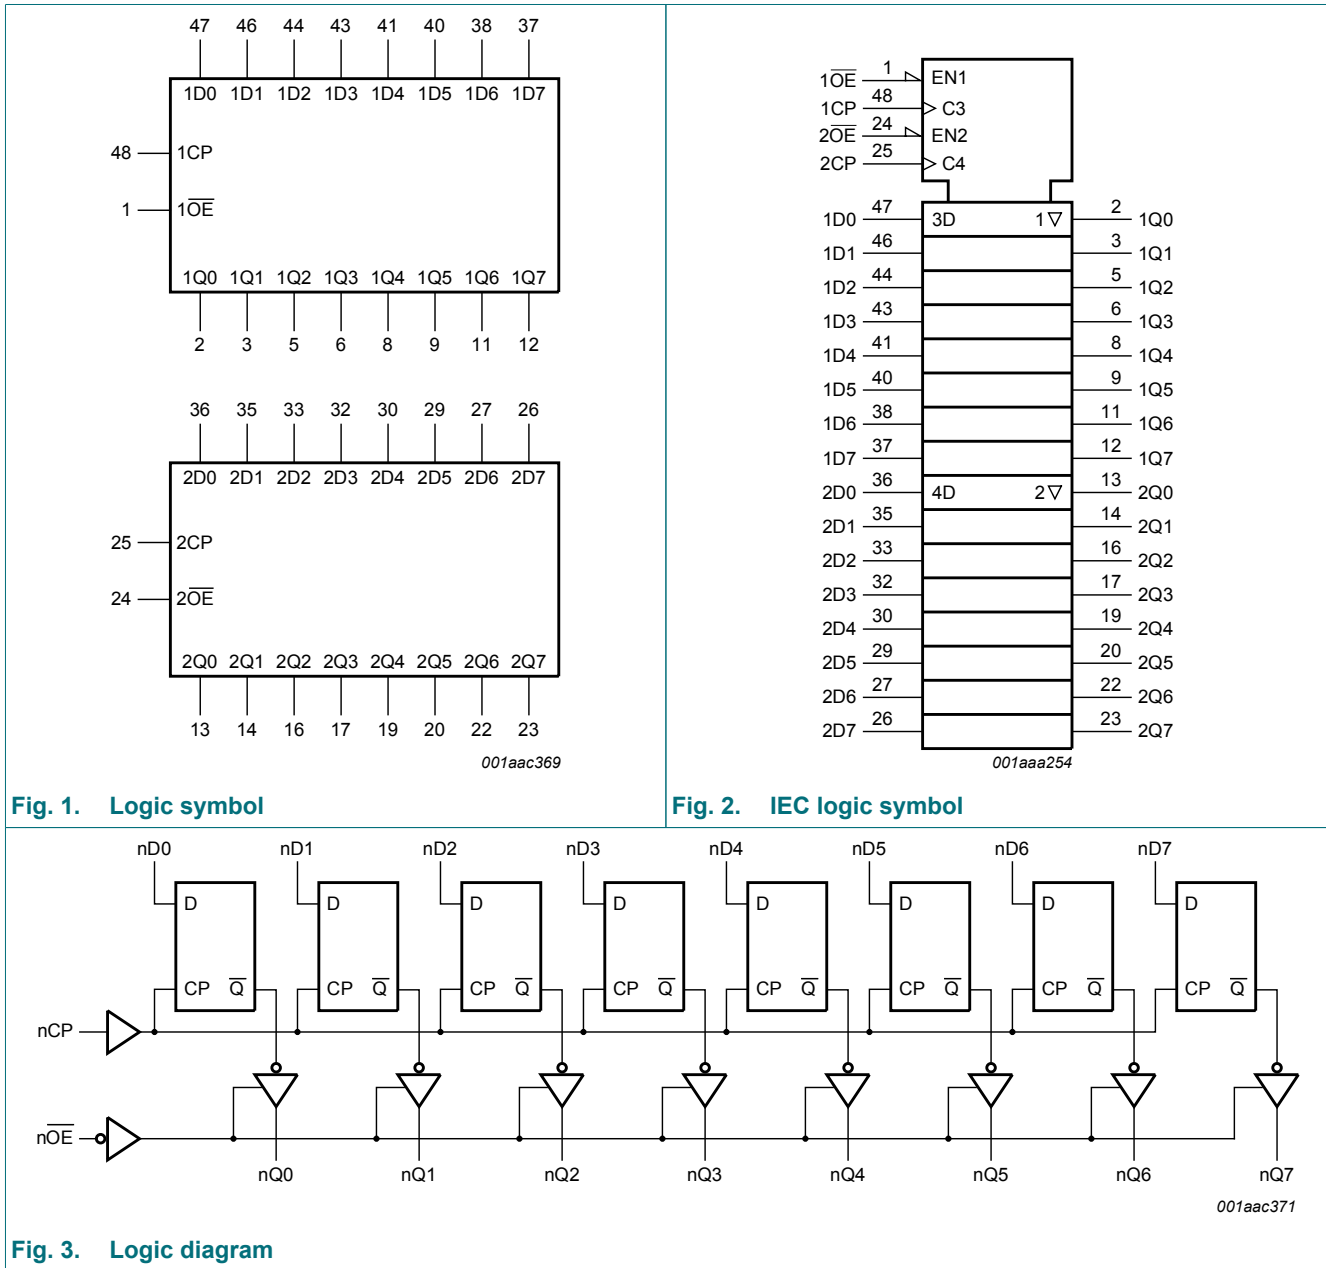 47 46 44 43 41 40 38 37
1D0 1D1 1D2 1D3 1D4 1D5 1D6 1D7
48 1CP
1 1O̅E̅
1Q0 1Q1 1Q2 1Q3 1Q4 1Q5 1Q6 1Q7
2 3 5 6 8 9 11 12
36 35 33 32 30 29 27 26
2D0 2D1 2D2 2D3 2D4 2D5 2D6 2D7
25 2CP
24 2O̅E̅
2Q0 2Q1 2Q2 2Q3 2Q4 2Q5 2Q6 2Q7
13 14 16 17 19 20 22 23
001aac369
Fig. 1. Logic symbol
1O̅E̅ 1 EN1
1CP 48 C3
2O̅E̅ 24 EN2
2CP 25 C4
1D0 47 3D 1▽ 2 1Q0
1D1 46 3 1Q1
1D2 44 5 1Q2
1D3 43 6 1Q3
1D4 41 8 1Q4
1D5 40 9 1Q5
1D6 38 11 1Q6
1D7 37 12 1Q7
2D0 36 4D 2▽ 13 2Q0
2D1 35 14 2Q1
2D2 33 16 2Q2
2D3 32 17 2Q3
2D4 30 19 2Q4
2D5 29 20 2Q5
2D6 27 22 2Q6
2D7 26 23 2Q7
001aaa254
Fig. 2. IEC logic symbol
nD0 nD1 nD2 nD3 nD4 nD5 nD6 nD7
D D D D D D D D
CP Q̅ CP Q̅ CP Q̅ CP Q̅ CP Q̅ CP Q̅ CP Q̅ CP Q̅
nCP
nO̅E̅
nQ0 nQ1 nQ2 nQ3 nQ4 nQ5 nQ6 nQ7
001aac371
Fig. 3. Logic diagram